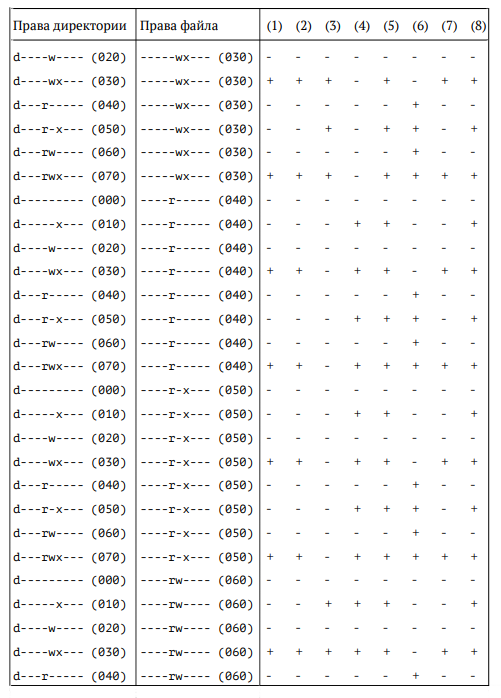 Права директории Права файла (1) (2) (3) (4) (5) (6) (7) (8)
d----w---- (020) -----wx--- (030) - - - - - - - -
d----wx--- (030) -----wx--- (030) + + + - + - + +
d---r----- (040) -----wx--- (030) - - - - - + - -
d---r-x--- (050) -----wx--- (030) - - + - + + - +
d---rw---- (060) -----wx--- (030) - - - - - + - -
d---rwx--- (070) -----wx--- (030) + + + - + + + +
d--------- (000) ----r----- (040) - - - - - - - -
d-----x--- (010) ----r----- (040) - - - + + - - +
d----w---- (020) ----r----- (040) - - - - - - - -
d----wx--- (030) ----r----- (040) + + - + + - + +
d---r----- (040) ----r----- (040) - - - - - + - -
d---r-x--- (050) ----r----- (040) - - - + + + - +
d---rw---- (060) ----r----- (040) - - - - - + - -
d---rwx--- (070) ----r----- (040) + + - + + + + +
d--------- (000) ----r-x--- (050) - - - - - - - -
d-----x--- (010) ----r-x--- (050) - - - + + - - +
d----w---- (020) ----r-x--- (050) - - - - - - - -
d----wx--- (030) ----r-x--- (050) + + - + + - + +
d---r----- (040) ----r-x--- (050) - - - - - + - -
d---r-x--- (050) ----r-x--- (050) - - - + + + - +
d---rw---- (060) ----r-x--- (050) - - - - - + - -
d---rwx--- (070) ----r-x--- (050) + + - + + + + +
d--------- (000) ----rw---- (060) - - - - - - - -
d-----x--- (010) ----rw---- (060) - - + + + - - +
d----w---- (020) ----rw---- (060) - - - - - - - -
d----wx--- (030) ----rw---- (060) + + + + + - + +
d---r----- (040) ----rw---- (060) - - - - - + - -